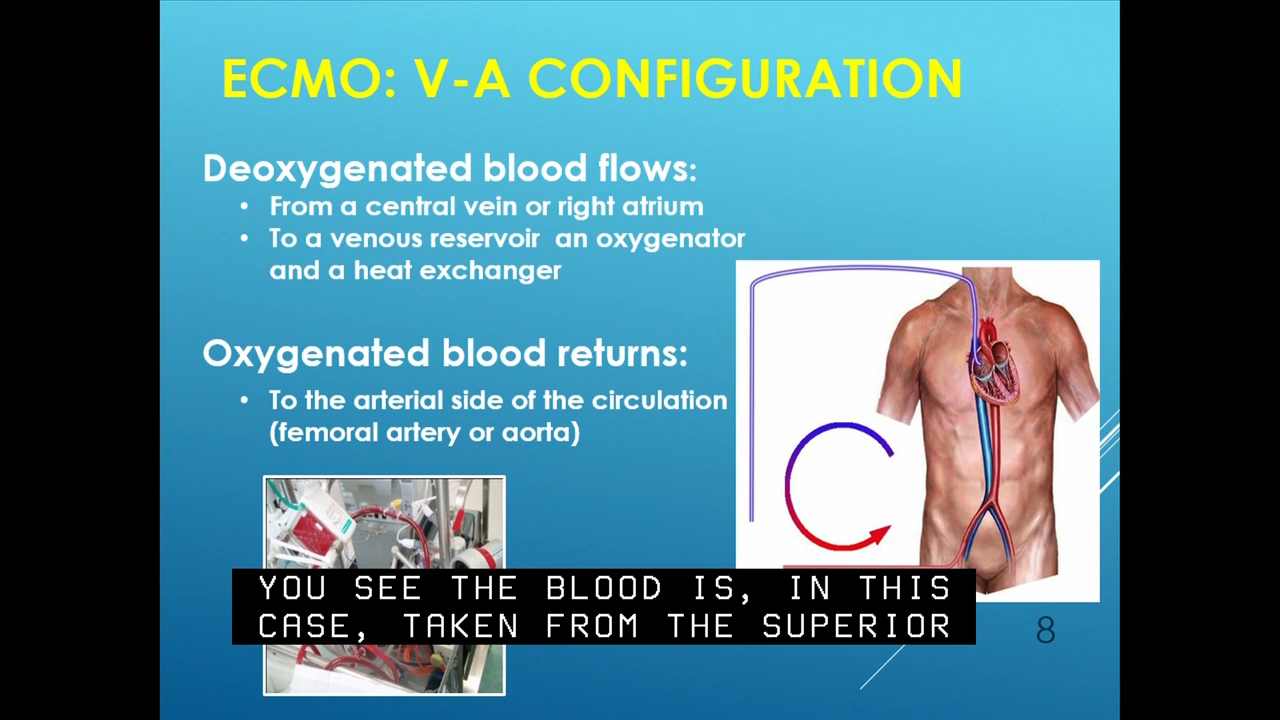 ECMO: V-A CONFIGURATION
Deoxygenated blood flows:
• From a central vein or right atrium
• To a venous reservoir an oxygenator
and a heat exchanger
Oxygenated blood returns:
• To the arterial side of the circulation
(femoral artery or aorta)
YOU SEE THE BLOOD IS, IN THIS
CASE, TAKEN FROM THE SUPERIOR
8